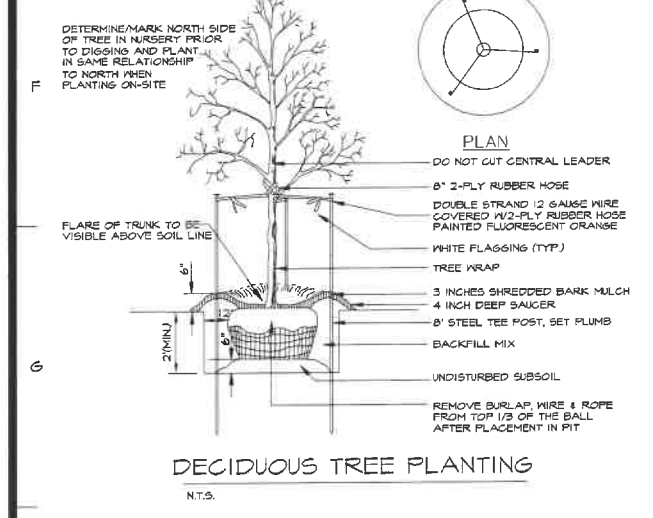 DETERMINE/MARK NORTH SIDE
OF TREE IN NURSERY PRIOR
TO DIGGING AND PLANT
IN SAME RELATIONSHIP
TO NORTH WHEN
PLANTING ON-SITE
F
PLAN
DO NOT CUT CENTRAL LEADER
8" 2-PLY RUBBER HOSE
DOUBLE STRAND 12 GAUGE WIRE
COVERED W/2-PLY RUBBER HOSE
PAINTED FLUORESCENT ORANGE
FLARE OF TRUNK TO BE
VISIBLE ABOVE SOIL LINE
WHITE FLAGGING (TYP.)
TREE WRAP
6"
3 INCHES SHREDDED BARK MULCH
4 INCH DEEP SAUCER
12"
8' STEEL TEE POST, SET PLUMB
2'(MIN.)
6"
BACKFILL MIX
G
UNDISTURBED SUBSOIL
REMOVE BURLAP, WIRE & ROPE
FROM TOP 1/3 OF THE BALL
AFTER PLACEMENT IN PIT
DECIDUOUS TREE PLANTING
N.T.S.